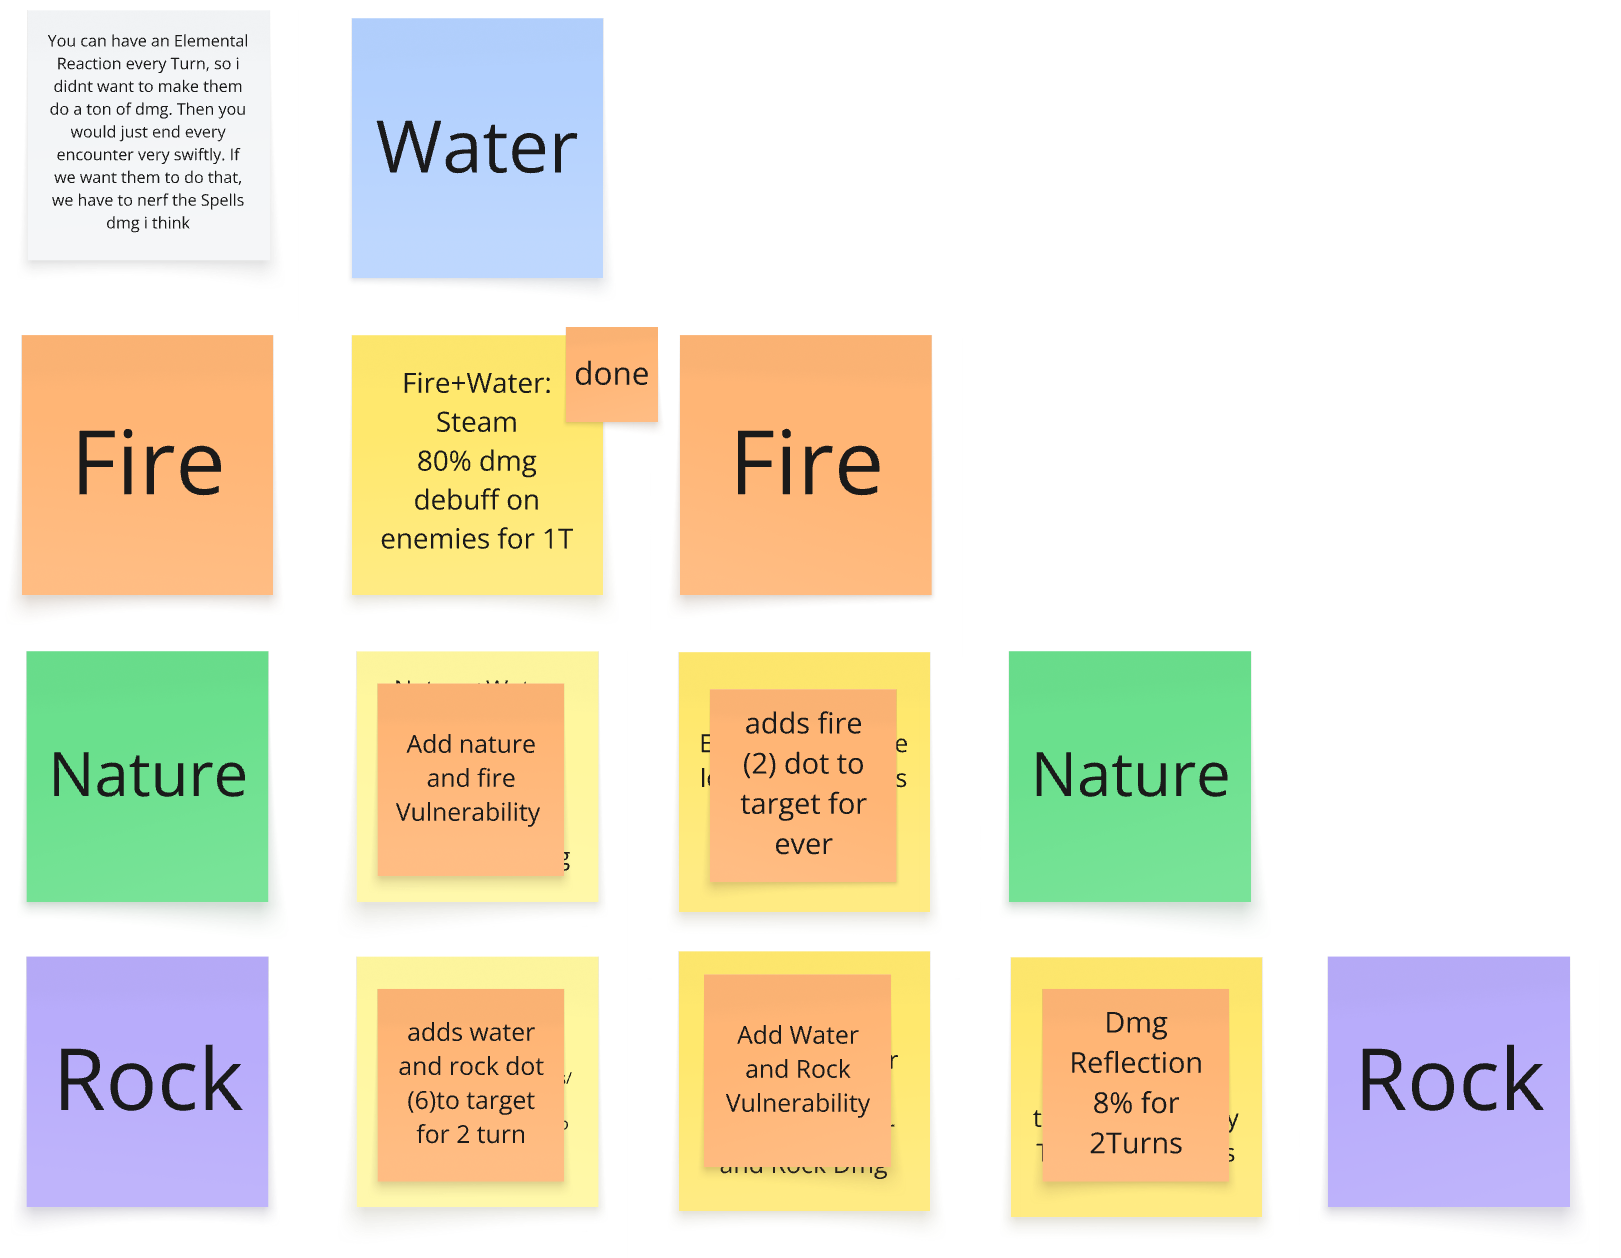 You can have an Elemental
Reaction every Turn, so i
didnt want to make them
do a ton of dmg. Then you
would just end every
encounter very swiftly. If
we want them to do that,
we have to nerf the Spells
dmg i think
Water
Fire
Fire+Water:
Steam
80% dmg
debuff on
enemies for 1T
done
Fire
Nature
Add nature
and fire
Vulnerability
adds fire
(2) dot to
target for
ever
Nature
Rock
adds water
and rock dot
(6)to target
for 2 turn
Add Water
and Rock
Vulnerability
and Rock Dmg
Dmg
Reflection
8% for
2Turns
Rock